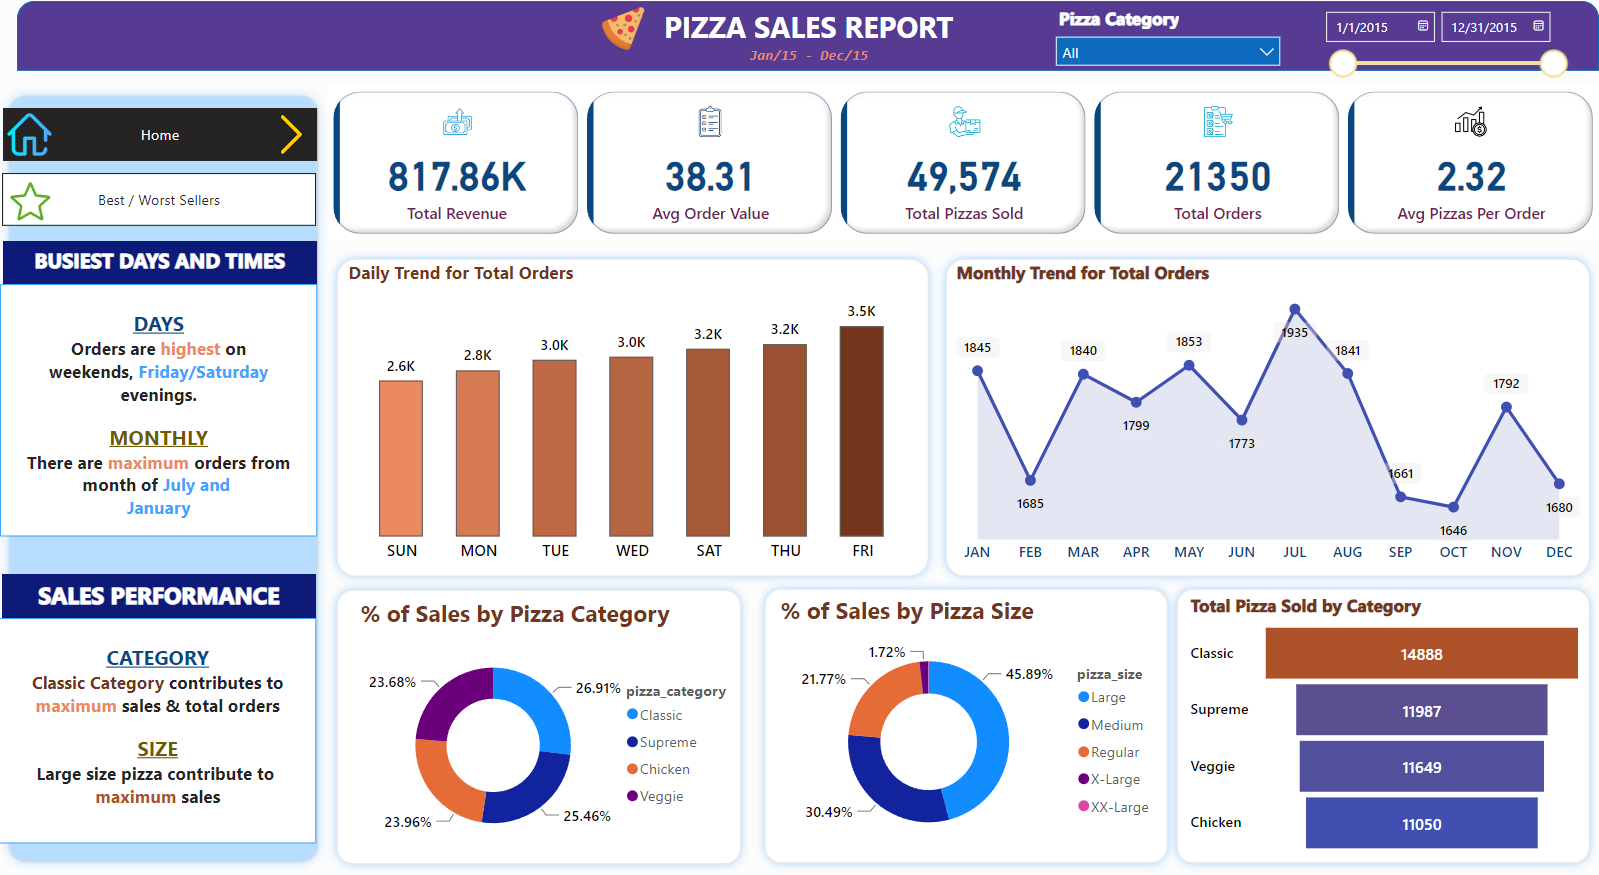 PIZZA SALES REPORT
Jan/15 - Dec/15
Pizza Category
All
1/1/2015
12/31/2015
Home
Best / Worst Sellers
817.86K
Total Revenue
38.31
Avg Order Value
49,574
Total Pizzas Sold
21350
Total Orders
2.32
Avg Pizzas Per Order
BUSIEST DAYS AND TIMES
DAYS
Orders are highest on
weekends, Friday/Saturday
evenings.
MONTHLY
There are maximum orders from
month of July and
January
SALES PERFORMANCE
CATEGORY
Classic Category contributes to
maximum sales & total orders
SIZE
Large size pizza contribute to
maximum sales
Daily Trend for Total Orders
2.6K
2.8K
3.0K
3.0K
3.2K
3.2K
3.5K
SUN
MON
TUE
WED
SAT
THU
FRI
Monthly Trend for Total Orders
1845
1685
1840
1799
1853
1773
1935
1841
1661
1646
1792
1680
JAN
FEB
MAR
APR
MAY
JUN
JUL
AUG
SEP
OCT
NOV
DEC
% of Sales by Pizza Category
23.68%
26.91%
23.96%
25.46%
pizza_category
Classic
Supreme
Chicken
Veggie
% of Sales by Pizza Size
1.72%
21.77%
45.89%
30.49%
pizza_size
Large
Medium
Regular
X-Large
XX-Large
Total Pizza Sold by Category
Classic
14888
Supreme
11987
Veggie
11649
Chicken
11050